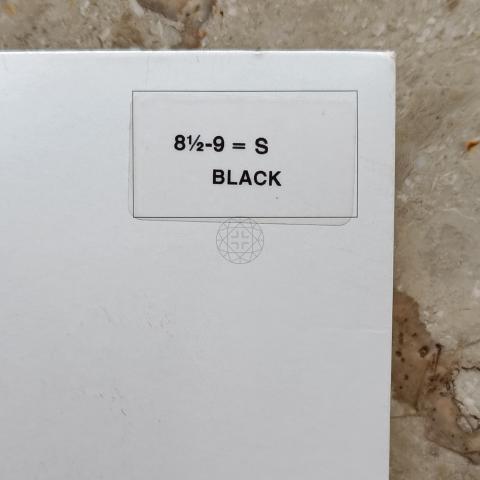 8½-9 = S
BLACK